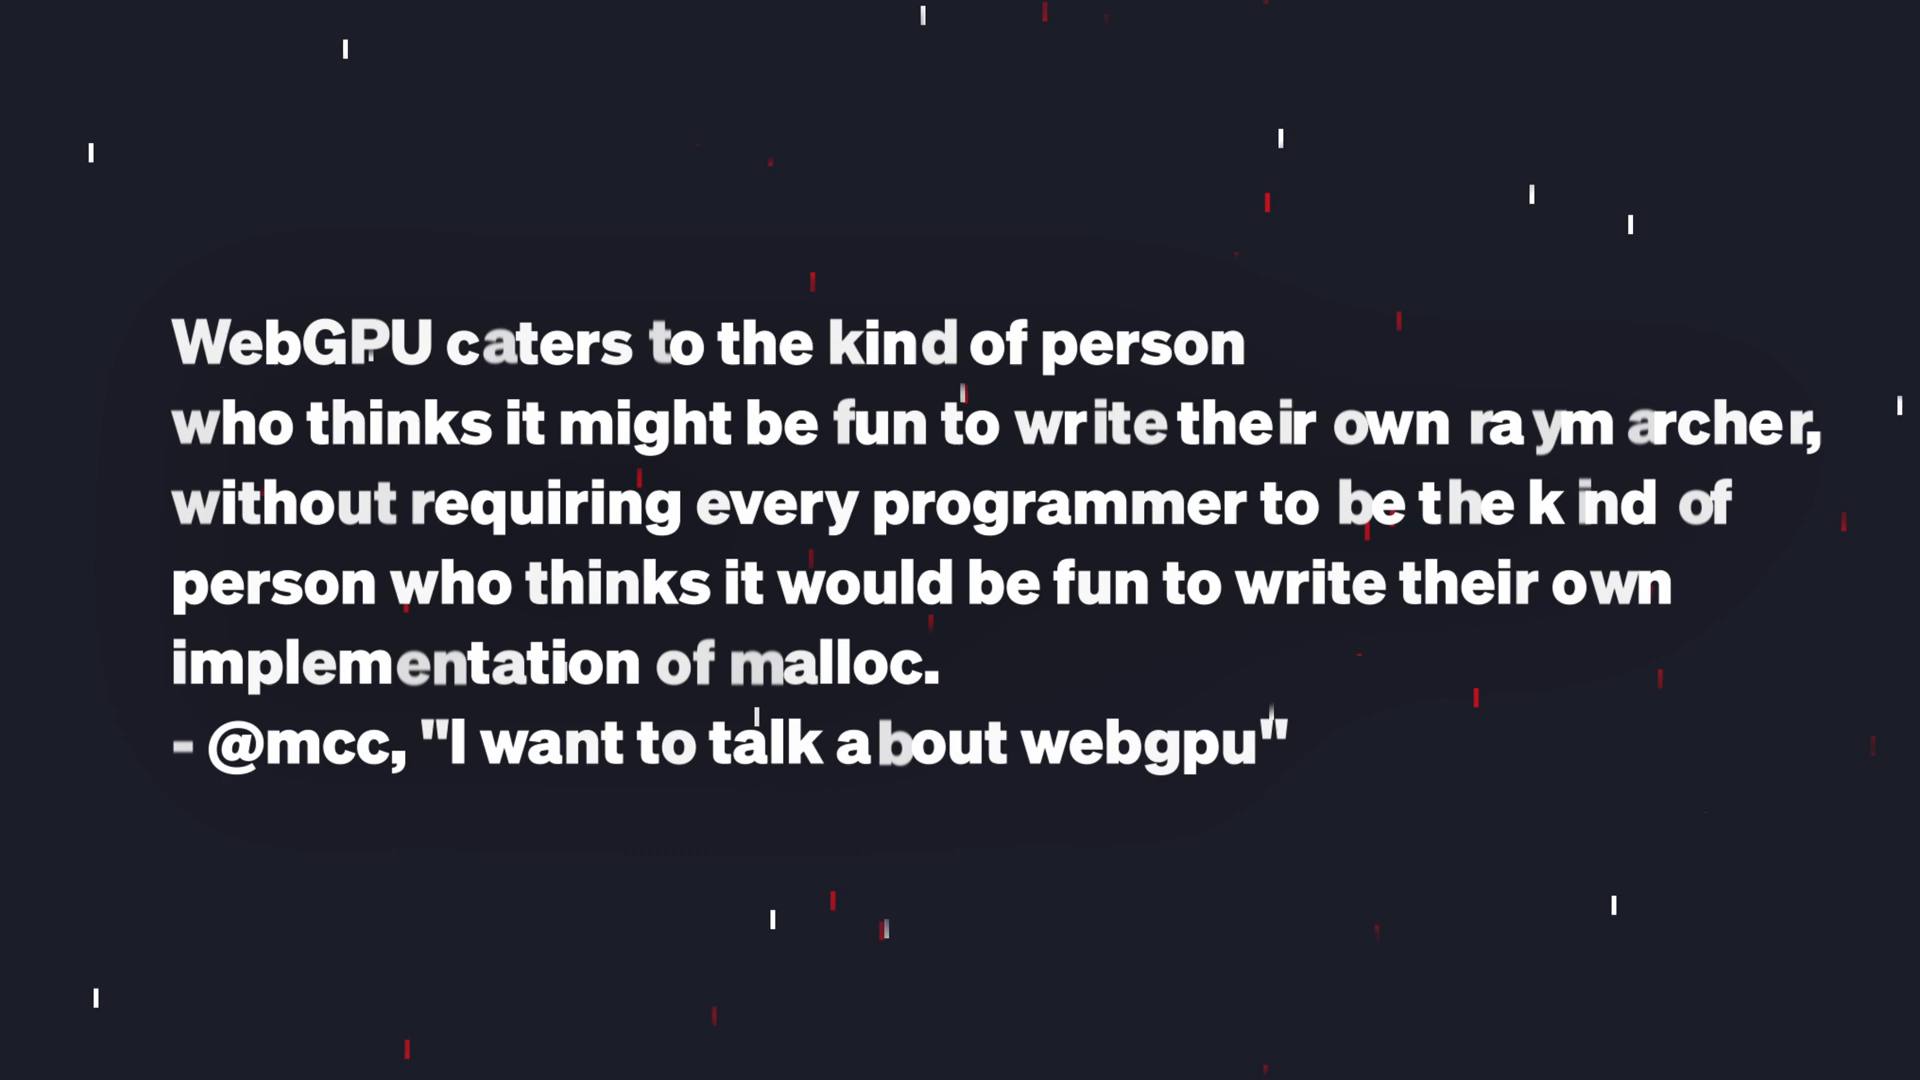 WebGPU caters to the kind of person
who thinks it might be fun to write their own raymarcher,
without requiring every programmer to be the kind of
person who thinks it would be fun to write their own
implementation of malloc.
- @mcc, "I want to talk about webgpu"